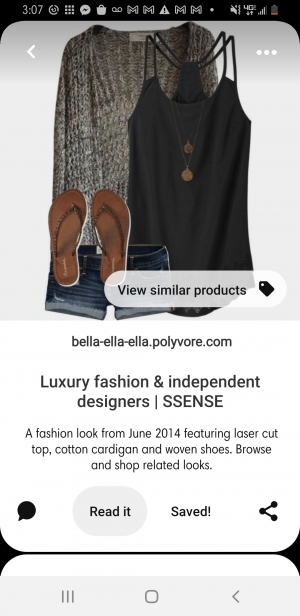 3:07
View similar products
bella-ella-ella.polyvore.com
Luxury fashion & independent
designers | SSENSE
A fashion look from June 2014 featuring laser cut
top, cotton cardigan and woven shoes. Browse
and shop related looks.
Read it
Saved!